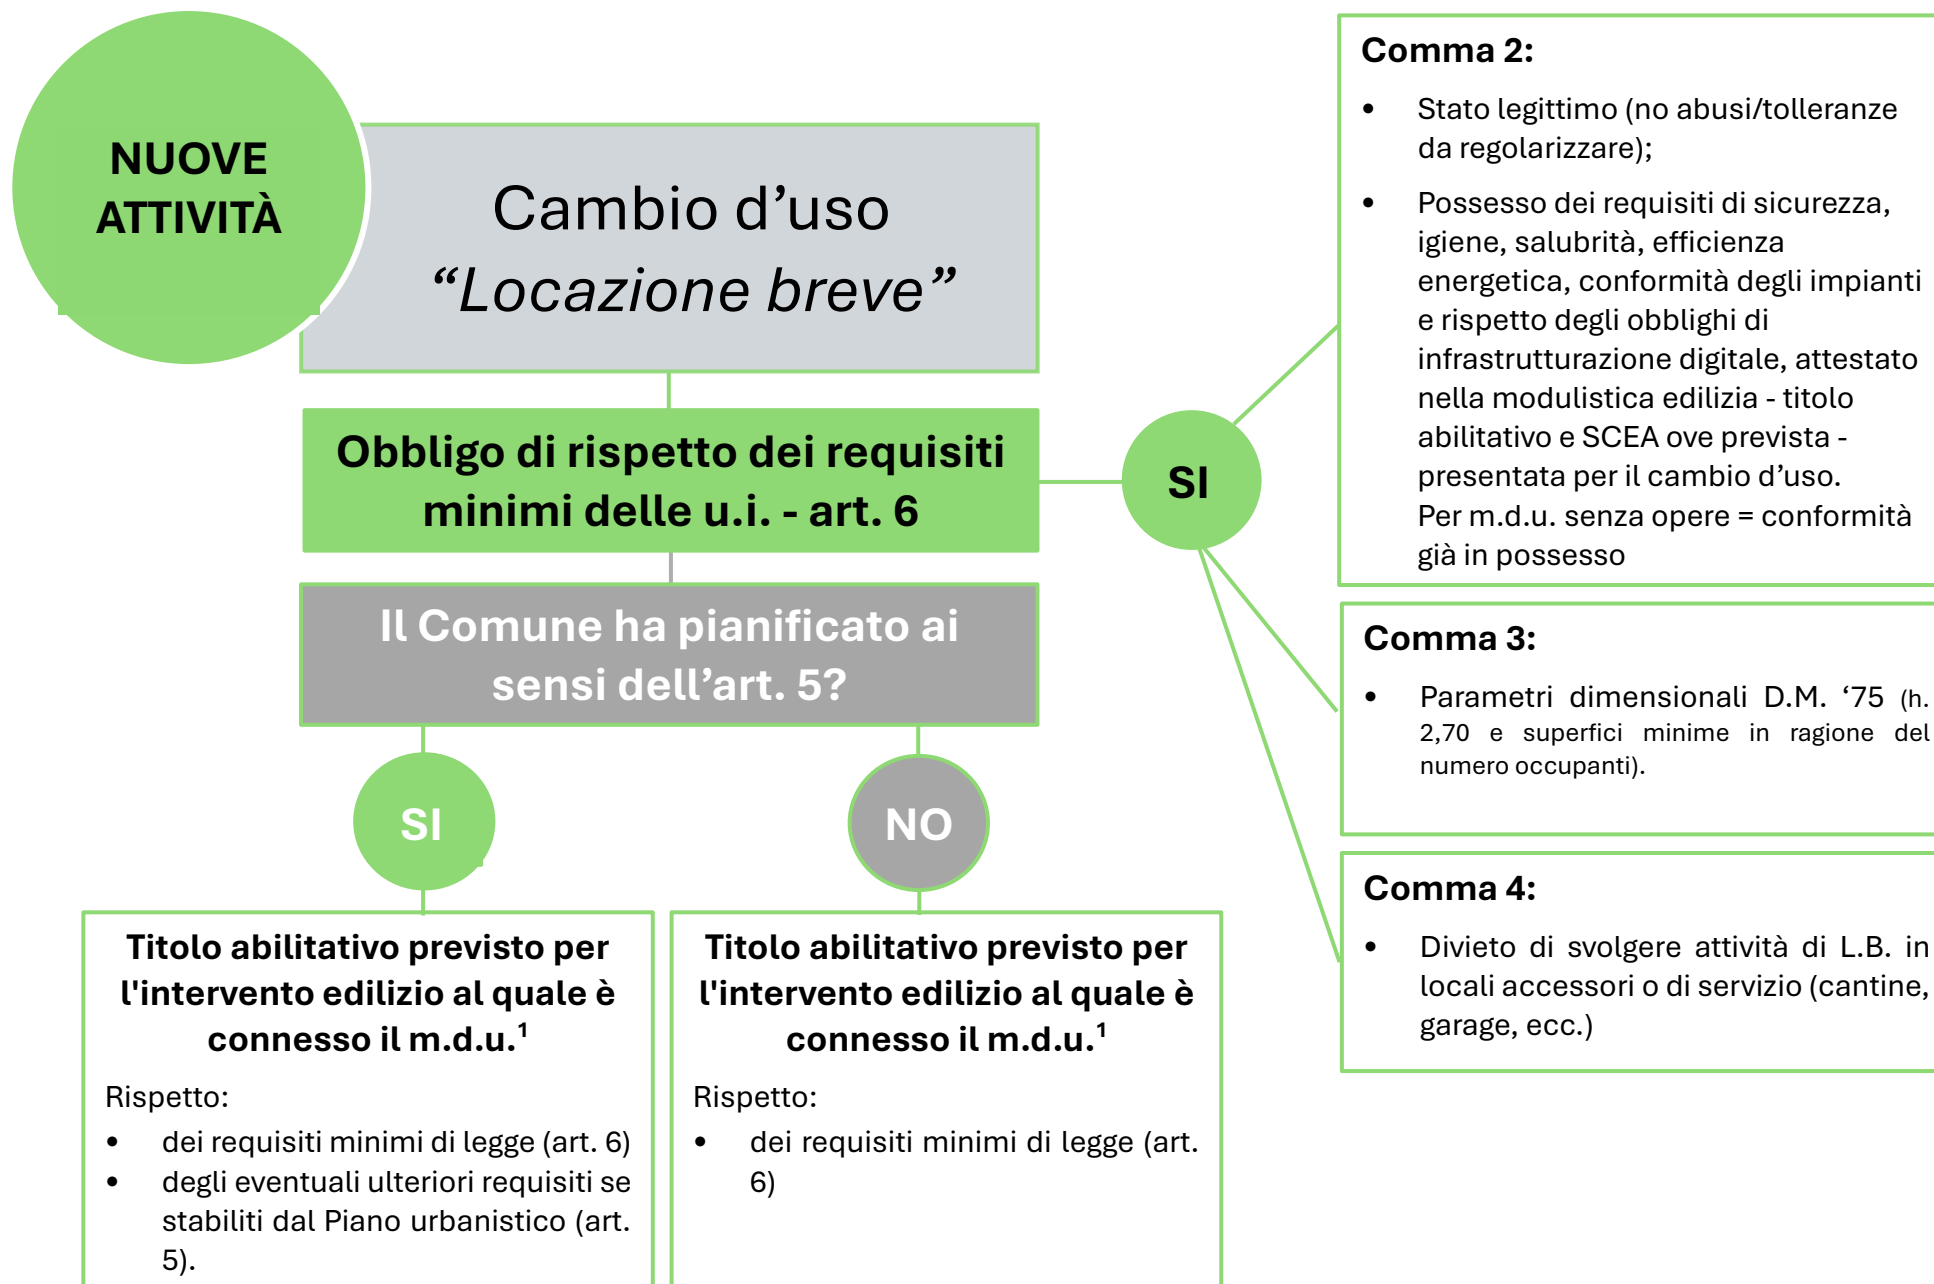 NUOVE
ATTIVITÀ
Cambio d’uso
“Locazione breve”
Obbligo di rispetto dei requisiti
minimi delle u.i. - art. 6
SI
Il Comune ha pianificato ai
sensi dell’art. 5?
SI
NO
Titolo abilitativo previsto per
l'intervento edilizio al quale è
connesso il m.d.u.¹
Rispetto:
• dei requisiti minimi di legge (art. 6)
• degli eventuali ulteriori requisiti se
stabiliti dal Piano urbanistico (art.
5).
Titolo abilitativo previsto per
l'intervento edilizio al quale è
connesso il m.d.u.¹
Rispetto:
• dei requisiti minimi di legge (art.
6)
Comma 2:
• Stato legittimo (no abusi/tolleranze
da regolarizzare);
• Possesso dei requisiti di sicurezza,
igiene, salubrità, efficienza
energetica, conformità degli impianti
e rispetto degli obblighi di
infrastrutturazione digitale, attestato
nella modulistica edilizia - titolo
abilitativo e SCEA ove prevista -
presentata per il cambio d’uso.
Per m.d.u. senza opere = conformità
già in possesso
Comma 3:
• Parametri dimensionali D.M. ‘75 (h.
2,70 e superfici minime in ragione del
numero occupanti).
Comma 4:
• Divieto di svolgere attività di L.B. in
locali accessori o di servizio (cantine,
garage, ecc.)